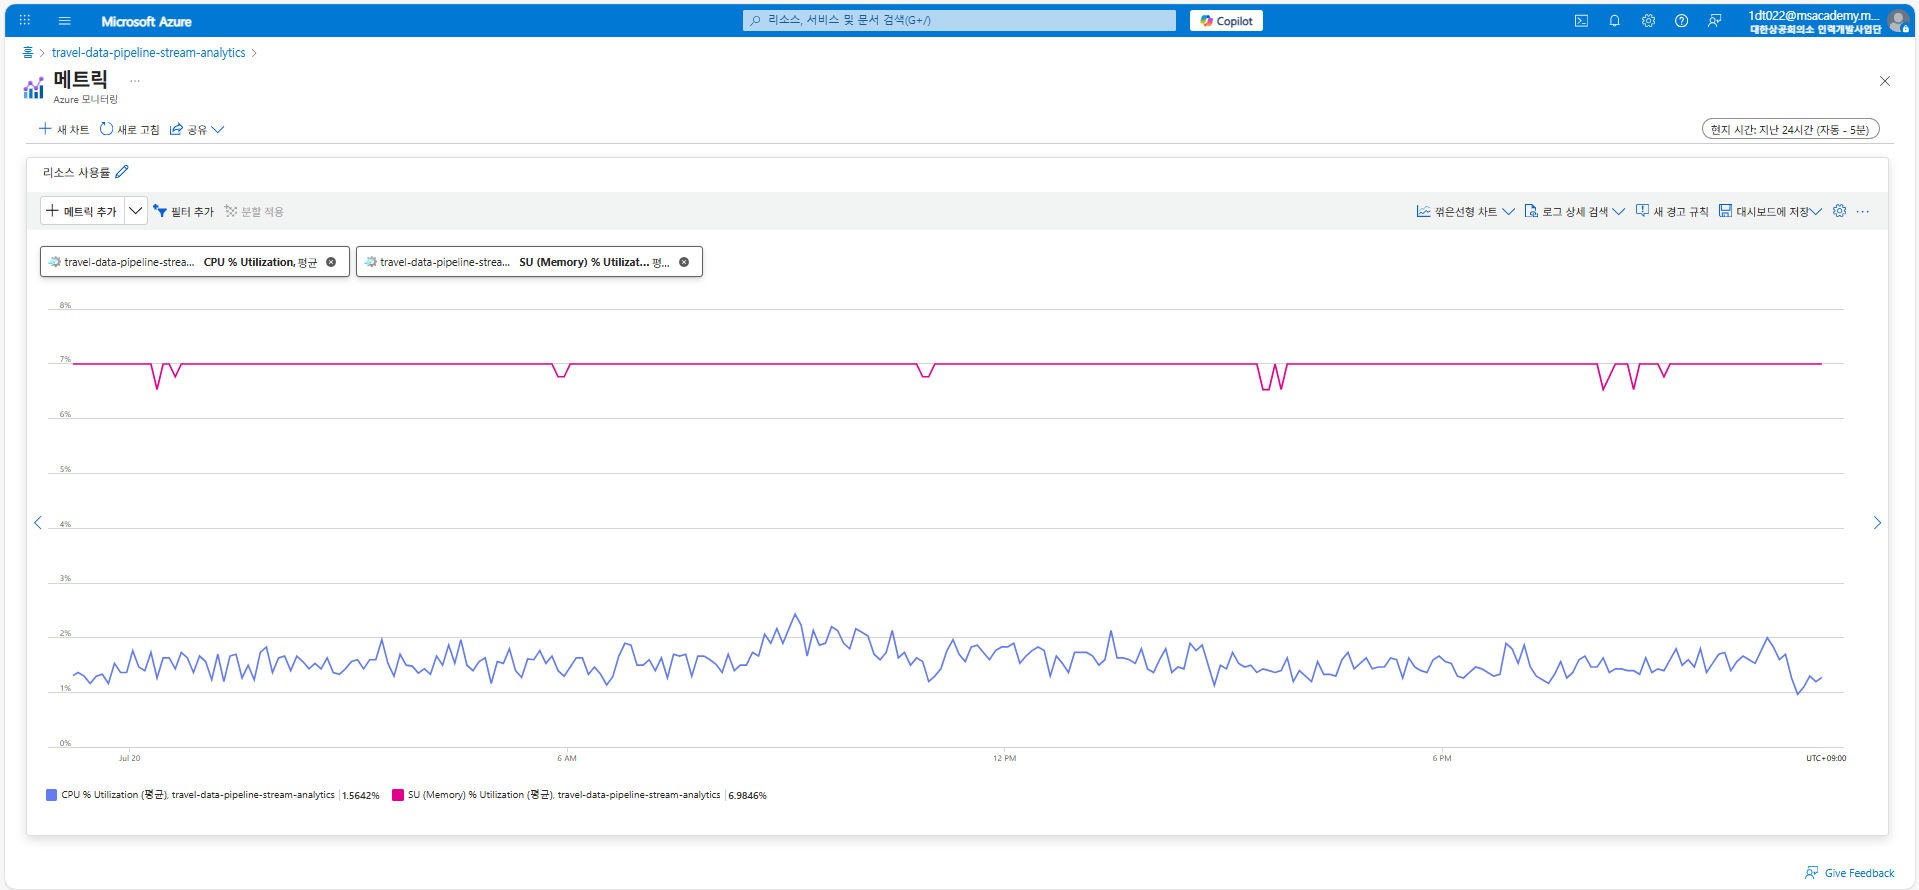 Microsoft Azure
리소스, 서비스 및 문서 검색(G+/)
Copilot
1dt022@msacademy.m...
대한상공회의소 인력개발사업단
홈 > travel-data-pipeline-stream-analytics >
메트릭 ...
Azure 모니터링
새 차트 새로 고침 공유
현지 시간: 지난 24시간 (자동 - 5분)
리소스 사용률
메트릭 추가 필터 추가 분할 적용
꺾은선형 차트 로그 상세 검색 새 경고 규칙 대시보드에 저장 ...
travel-data-pipeline-strea... CPU % Utilization, 평균
travel-data-pipeline-strea... SU (Memory) % Utilizat... 평...
8%
7%
6%
5%
4%
3%
2%
1%
0%
Jul 20 6 AM 12 PM 6 PM UTC+09:00
CPU % Utilization (평균), travel-data-pipeline-stream-analytics 1.5642%
SU (Memory) % Utilization (평균), travel-data-pipeline-stream-analytics 6.9846%
Give Feedback